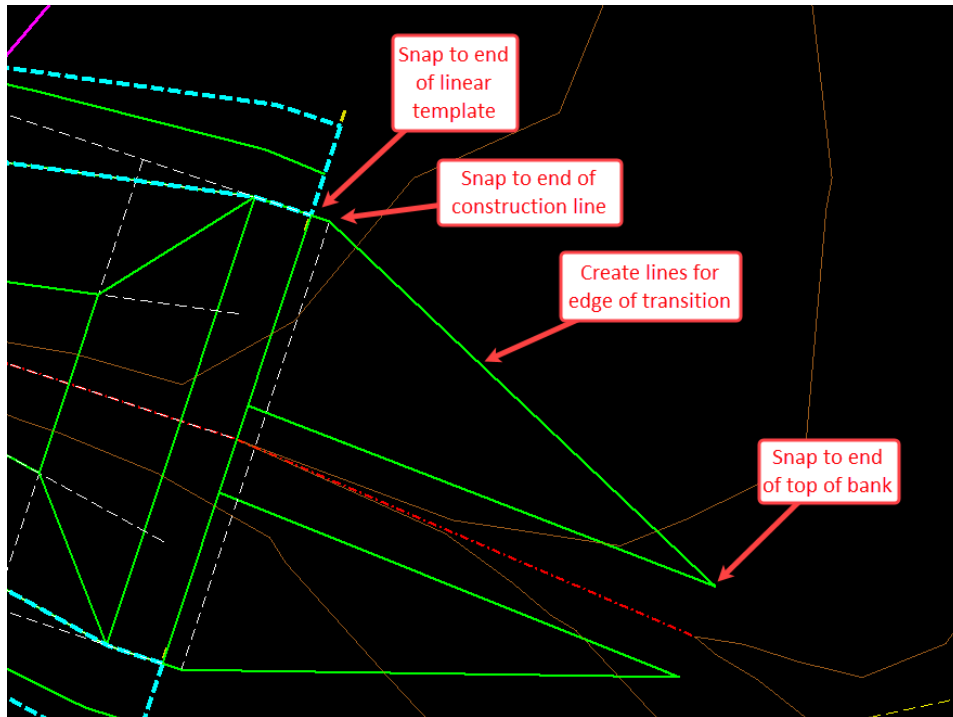 Snap to end
of linear
template
Snap to end of
construction line
Create lines for
edge of transition
Snap to end
of top of bank